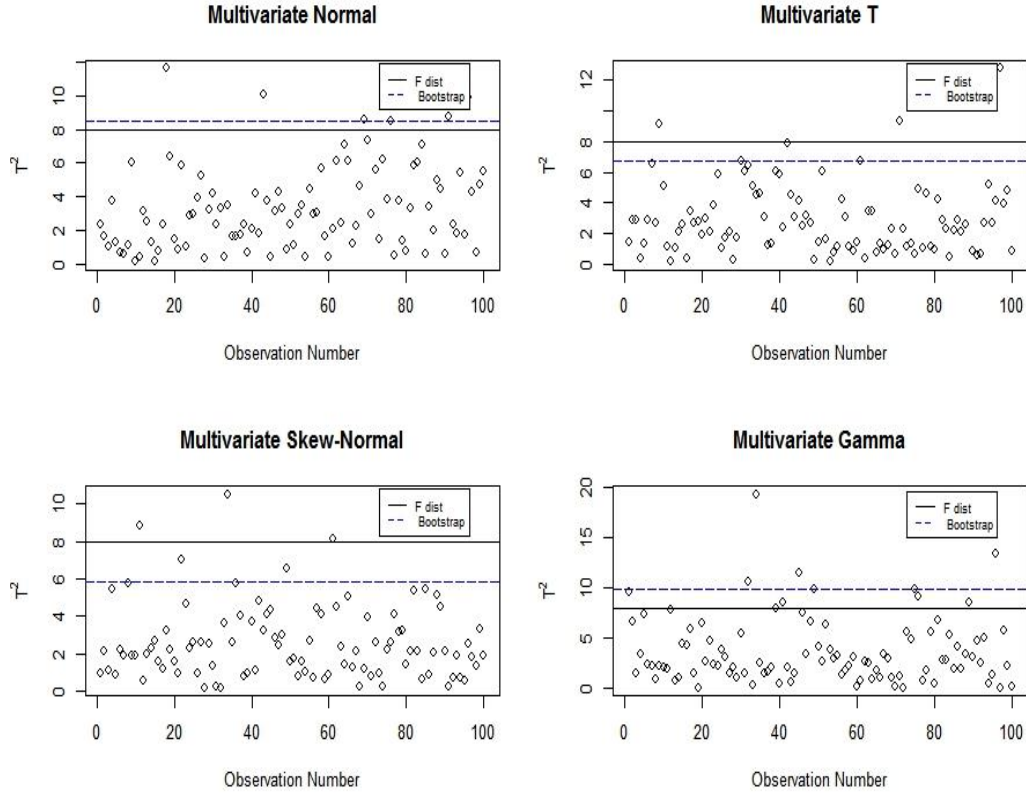 Multivariate Normal
T²
10
8
6
4
2
0
F dist
Bootstrap
0 20 40 60 80 100
Observation Number
Multivariate T
T²
12
8
6
4
2
0
F dist
Bootstrap
0 20 40 60 80 100
Observation Number
Multivariate Skew-Normal
T²
10
8
6
4
2
0
F dist
Bootstrap
0 20 40 60 80 100
Observation Number
Multivariate Gamma
T²
20
15
10
5
0
F dist
Bootstrap
0 20 40 60 80 100
Observation Number